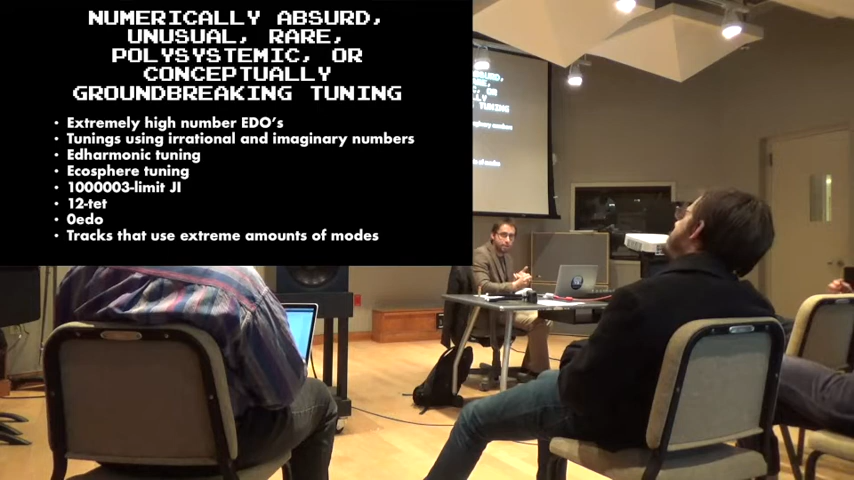 NUMERICALLY ABSURD,
UNUSUAL, RARE,
POLYSYSTEMIC, OR
CONCEPTUALLY
GROUNDBREAKING TUNING
• Extremely high number EDO's
• Tunings using irrational and imaginary numbers
• Edharmonic tuning
• Ecosphere tuning
• 1000003-limit JI
• 12-tet
• 0edo
• Tracks that use extreme amounts of modes